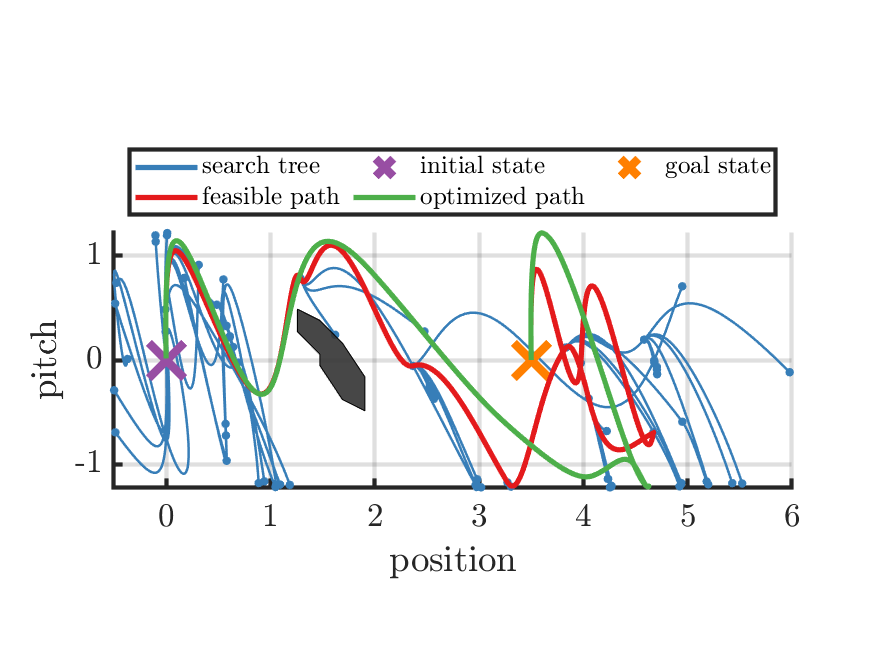 search tree initial state goal state
feasible path optimized path
1
0
-1
pitch
0 1 2 3 4 5 6
position